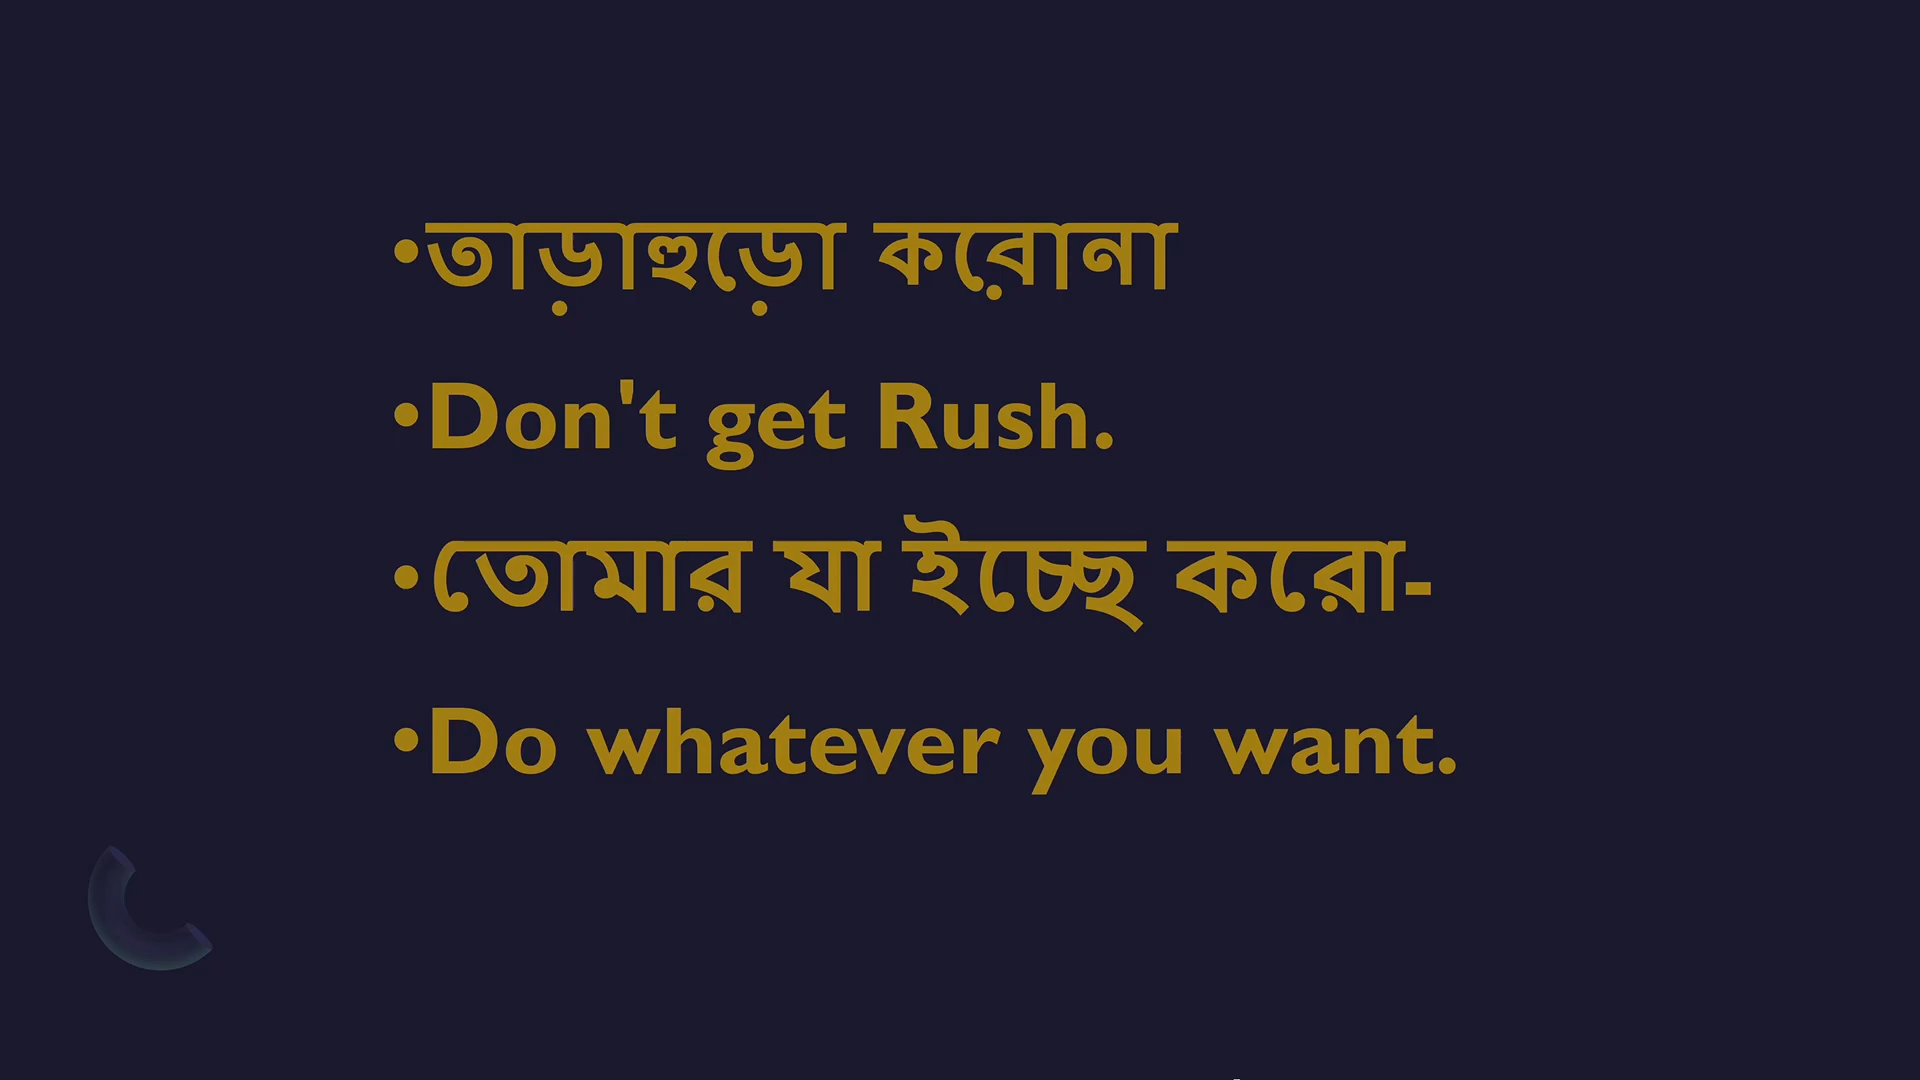 •তাড়াহুড়ো করোনা
•Don't get Rush.
•তোমার যা ইচ্ছে করো-
•Do whatever you want.